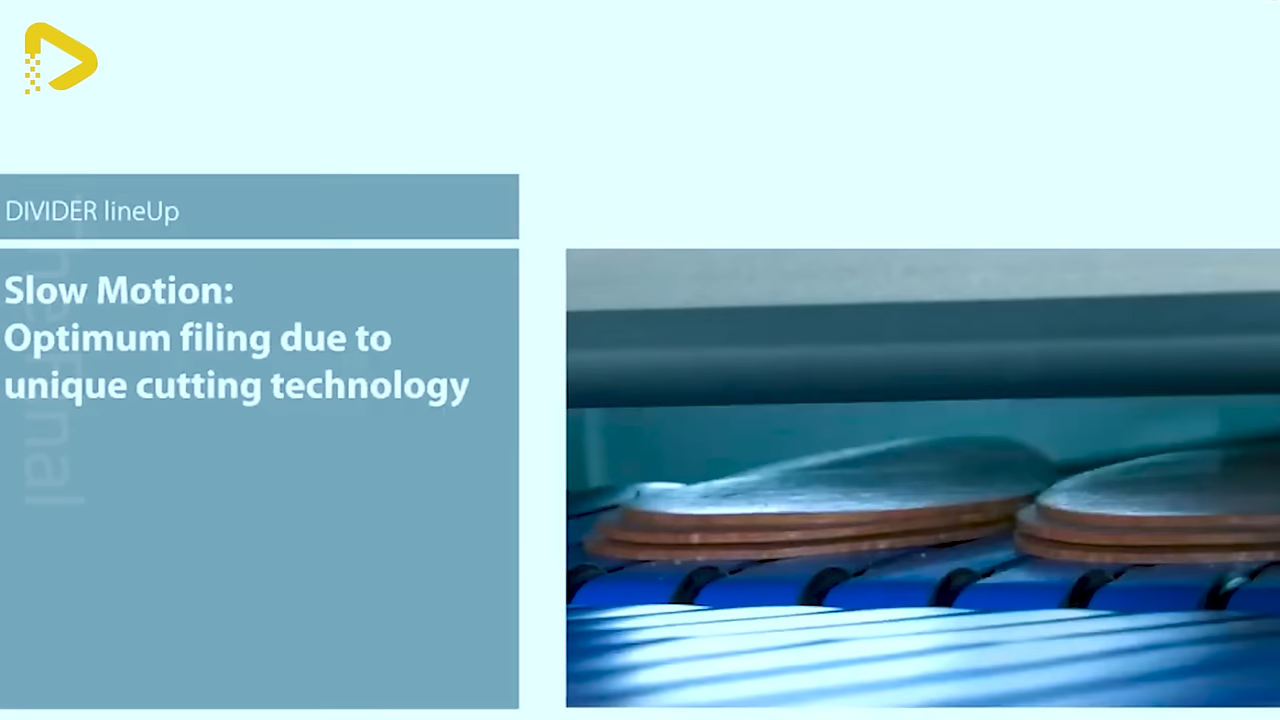 DIVIDER lineUp
Slow Motion:
Optimum filing due to
unique cutting technology